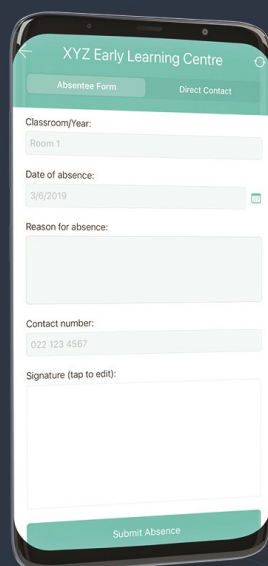 XYZ Early Learning Centre
Absentee Form
Direct Contact
Classroom/Year:
Room 1
Date of absence:
3/6/2019
Reason for absence:
Contact number:
022 123 4567
Signature (tap to edit):
Submit Absence